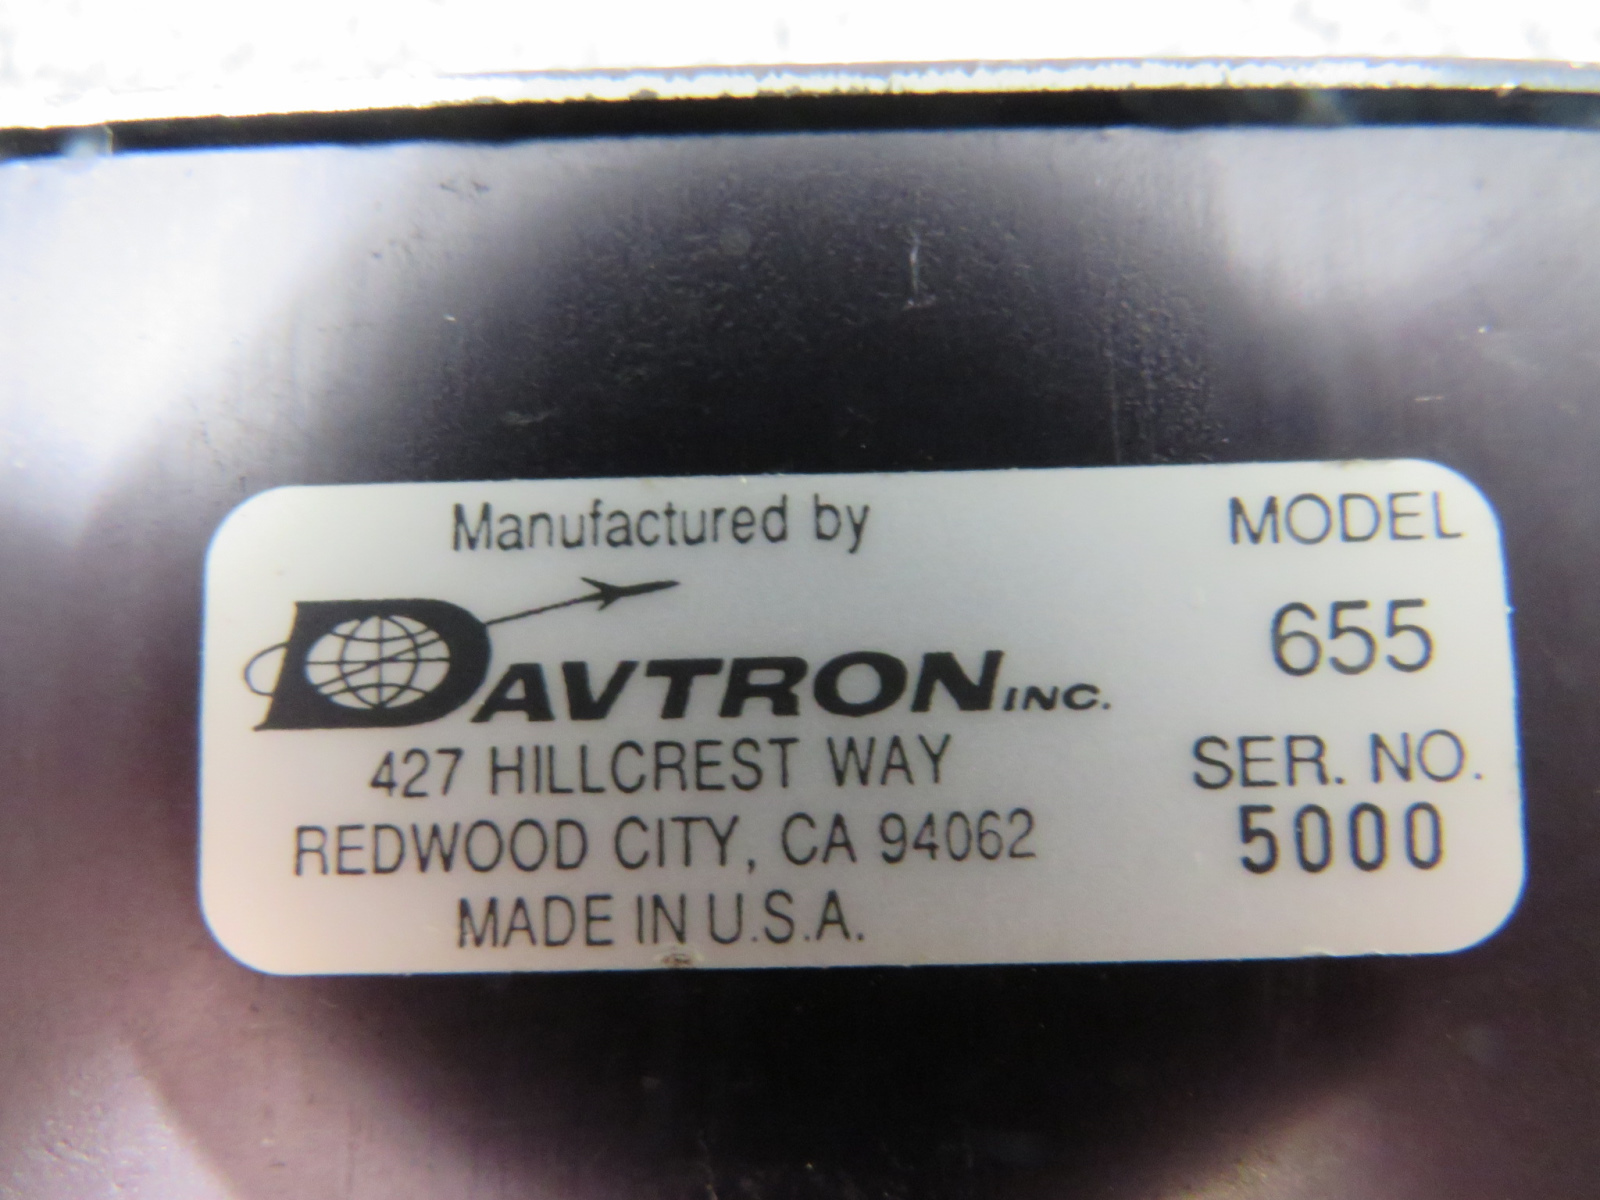 Manufactured by
DAVTRON INC.
427 HILLCREST WAY
REDWOOD CITY, CA 94062
MADE IN U.S.A.
MODEL
655
SER. NO.
5000